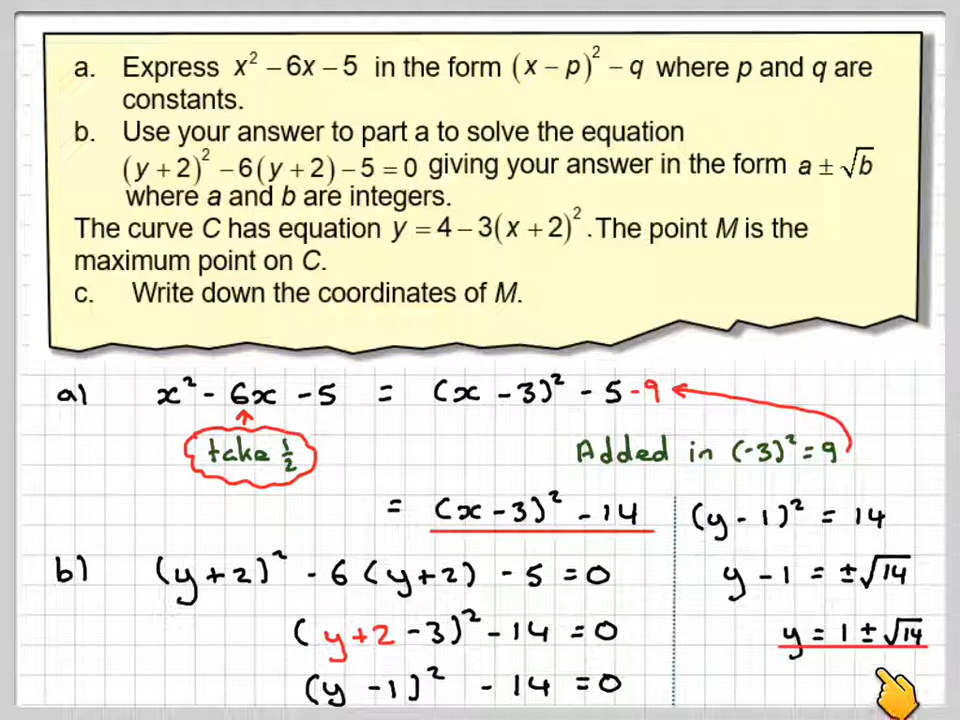 a. Express x² − 6x − 5 in the form (x − p)² − q where p and q are
constants.
b. Use your answer to part a to solve the equation
(y + 2)² − 6(y + 2) − 5 = 0 giving your answer in the form a ± √b
where a and b are integers.
The curve C has equation y = 4 − 3(x + 2)². The point M is the
maximum point on C.
c. Write down the coordinates of M.
a) x² - 6x - 5 = (x - 3)² - 5 - 9
take ½
Added in (-3)² = 9
= (x - 3)² - 14
b) (y + 2)² - 6(y + 2) - 5 = 0
(y + 2 - 3)² - 14 = 0
(y - 1)² - 14 = 0
(y - 1)² = 14
y - 1 = ±√14
y = 1 ± √14